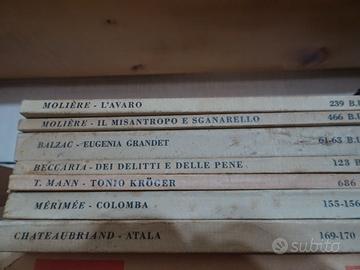 MOLIÈRE - L'AVARO 239 B.U
MOLIÈRE - IL MISANTROPO E SGANARELLO 466 B.U
BALZAC - EUGENIA GRANDET 61-63 B.U
BECCARIA - DEI DELITTI E DELLE PENE 123 B
T. MANN - TONIO KRÖGER 686
MÉRIMÉE - COLOMBA 155-156
CHATEAUBRIAND - ATALA 169-170
subito.it